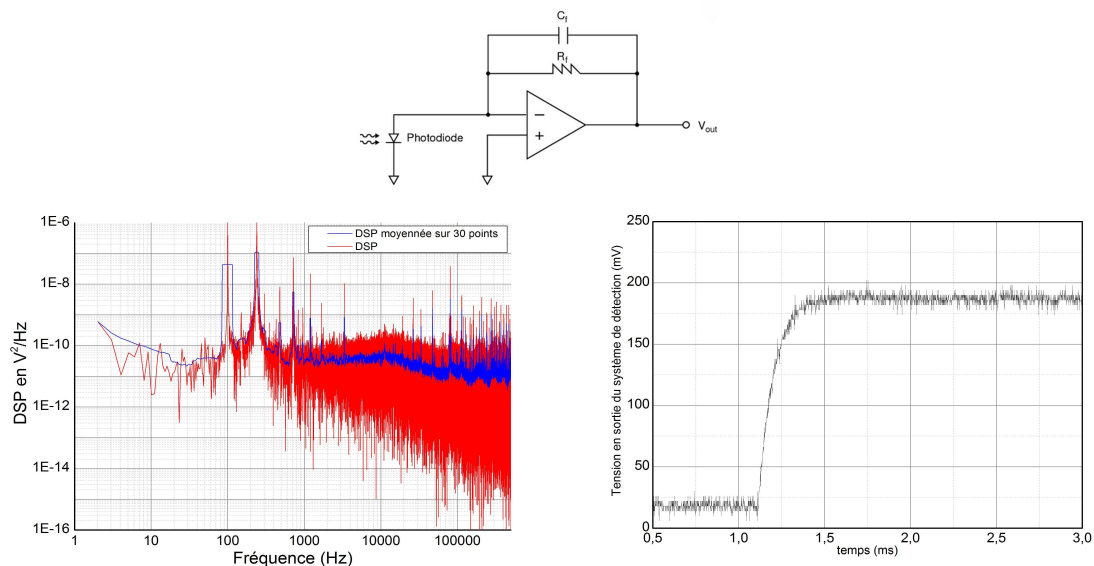 Cf
Rf
Photodiode
−
+
Vout
DSP en V²/Hz
1E-6
1E-8
1E-10
1E-12
1E-14
1E-16
DSP moyennée sur 30 points
DSP
1 10 100 1000 10000 100000
Fréquence (Hz)
Tension en sortie du système de détection (mV)
250
200
150
100
50
0
0,5 1,0 1,5 2,0 2,5 3,0
temps (ms)